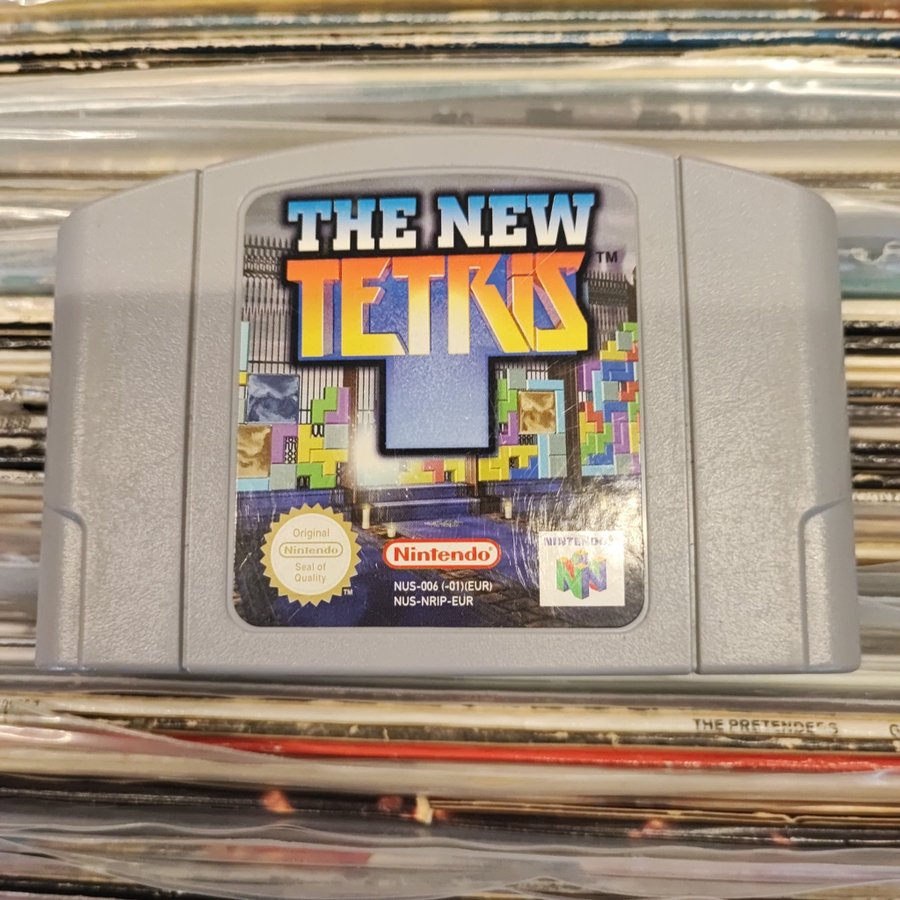 THE NEW
TETRIS™
Original
Nintendo
Seal of
Quality
™
Nintendo®
NUS-006 (-01)(EUR)
NUS-NRIP-EUR
NINTENDO
THE PRETENDERS